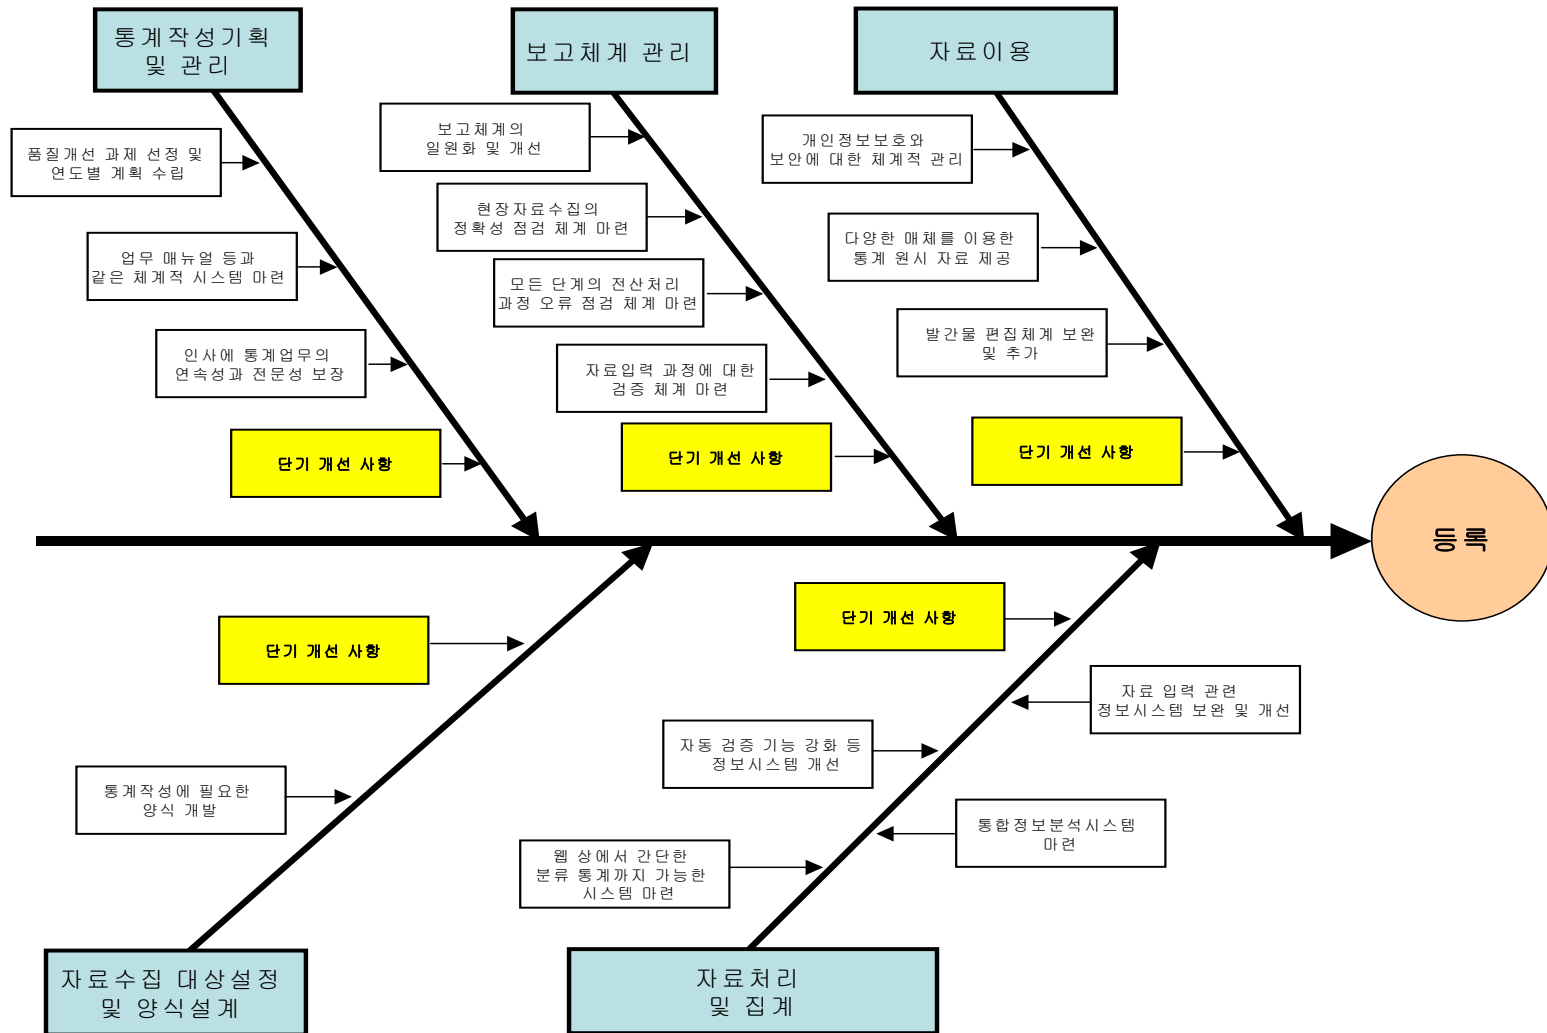 통계작성기획
및 관리
보고체계 관리
자료이용
품질개선 과제 선정 및
연도별 계획 수립
업무 매뉴얼 등과
같은 체계적 시스템 마련
인사에 통계업무의
연속성과 전문성 보장
단기 개선 사항
보고체계의
일원화 및 개선
현장자료수집의
정확성 점검 체계 마련
모든 단계의 전산처리
과정 오류 점검 체계 마련
자료입력 과정에 대한
검증 체계 마련
단기 개선 사항
개인정보보호와
보안에 대한 체계적 관리
다양한 매체를 이용한
통계 원시 자료 제공
발간물 편집체계 보완
및 추가
단기 개선 사항
등록
단기 개선 사항
통계작성에 필요한
양식 개발
자료수집 대상설정
및 양식설계
단기 개선 사항
자료 입력 관련
정보시스템 보완 및 개선
자동 검증 기능 강화 등
정보시스템 개선
통합정보분석시스템
마련
웹 상에서 간단한
분류 통계까지 가능한
시스템 마련
자료처리
및 집계